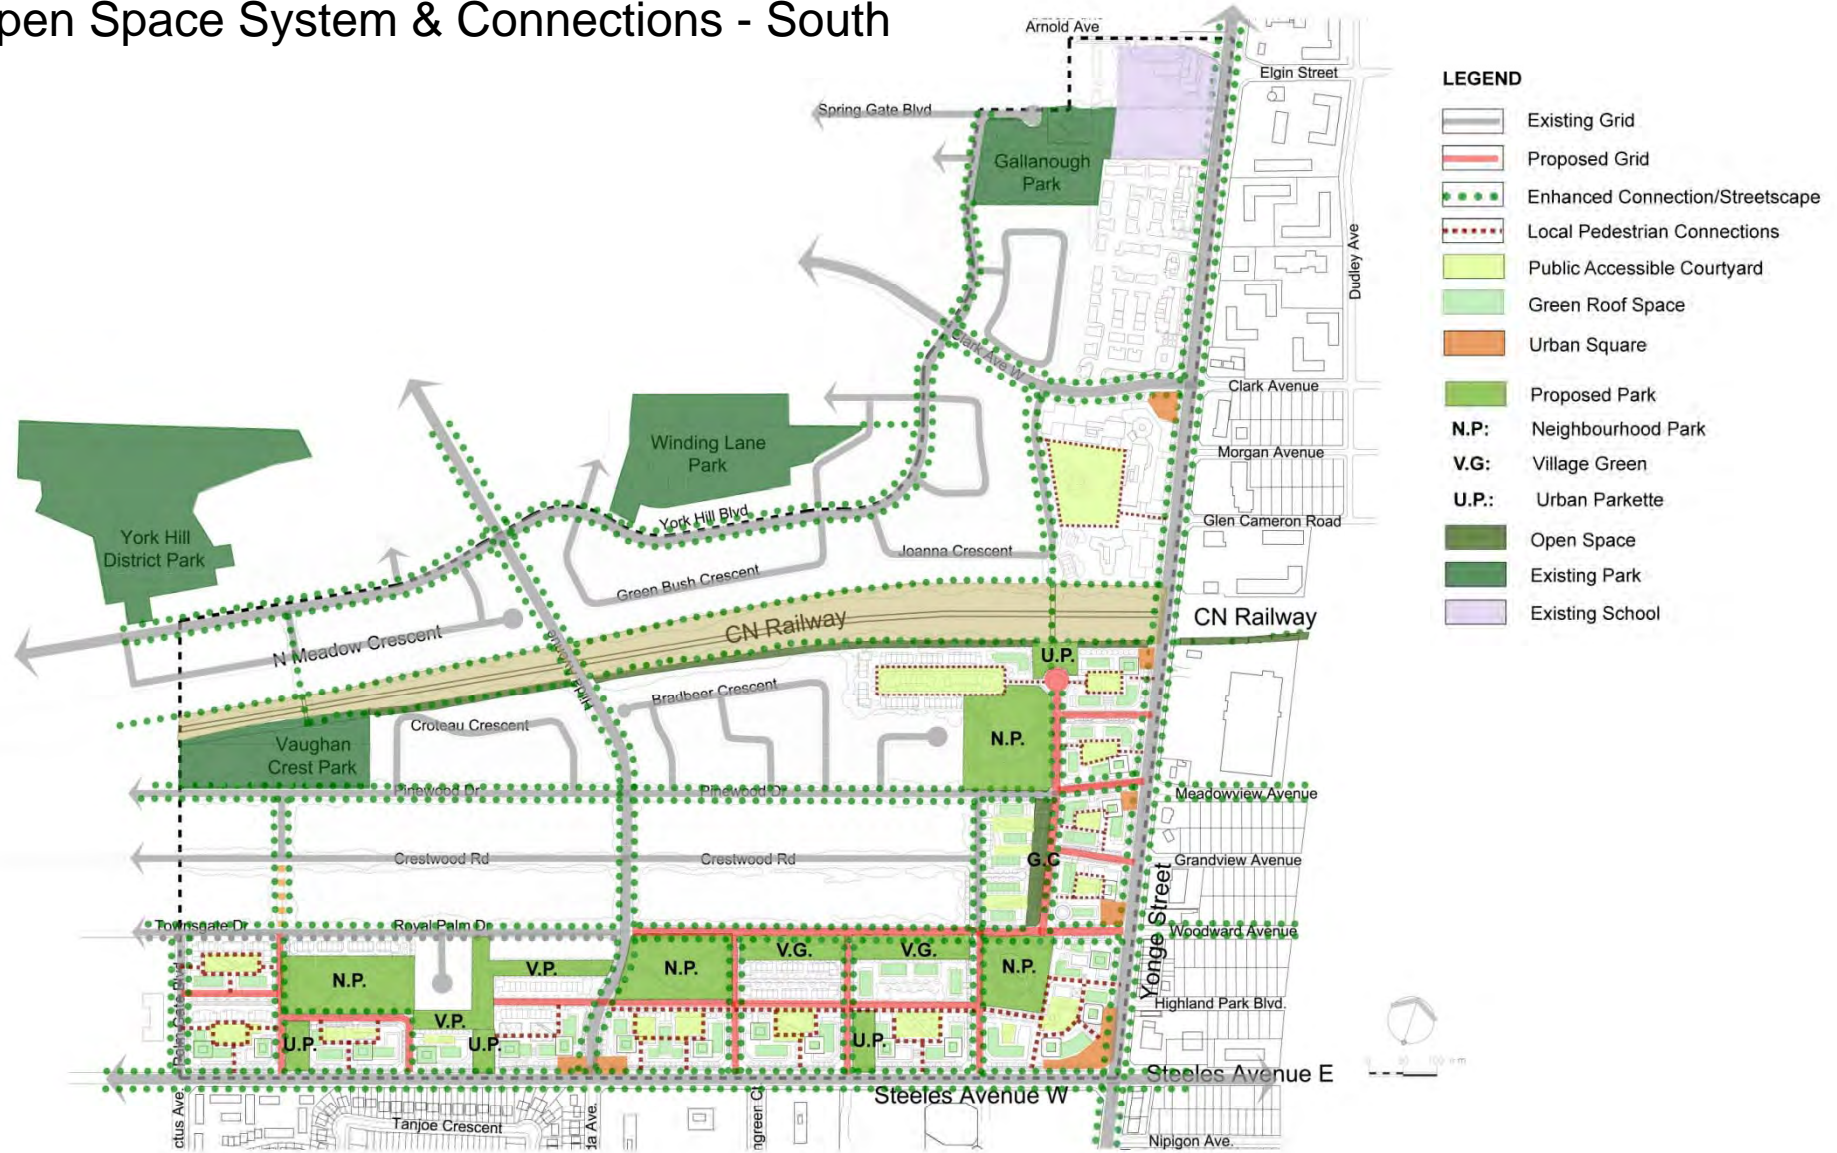 pen Space System & Connections - South
Arnold Ave
Elgin Street
Spring Gate Blvd
Gallanough
Park
Dudley Ave
Clark Ave W
Clark Avenue
Morgan Avenue
Glen Cameron Road
Winding Lane
Park
York Hill
District Park
York Hill Blvd
Joanna Crescent
Green Bush Crescent
N Meadow Crescent
CN Railway
CN Railway
U.P.
Bradbeer Crescent
Croteau Crescent
Vaughan
Crest Park
N.P.
Pinewood Dr
Pinewood Dr
Meadowview Avenue
Crestwood Rd
Crestwood Rd
G.C
Grandview Avenue
Yonge Street
Townsgate Dr
Royal Palm Dr
Woodward Avenue
N.P.
V.P.
N.P.
V.G.
V.G.
N.P.
Highland Park Blvd.
V.P.
U.P.
U.P.
U.P.
Steeles Avenue E
Steeles Avenue W
ctus Ave
Tanjoe Crescent
da Ave.
ngreen Ct
Nipigon Ave.
LEGEND
Existing Grid
Proposed Grid
Enhanced Connection/Streetscape
Local Pedestrian Connections
Public Accessible Courtyard
Green Roof Space
Urban Square
Proposed Park
N.P: Neighbourhood Park
V.G: Village Green
U.P.: Urban Parkette
Open Space
Existing Park
Existing School